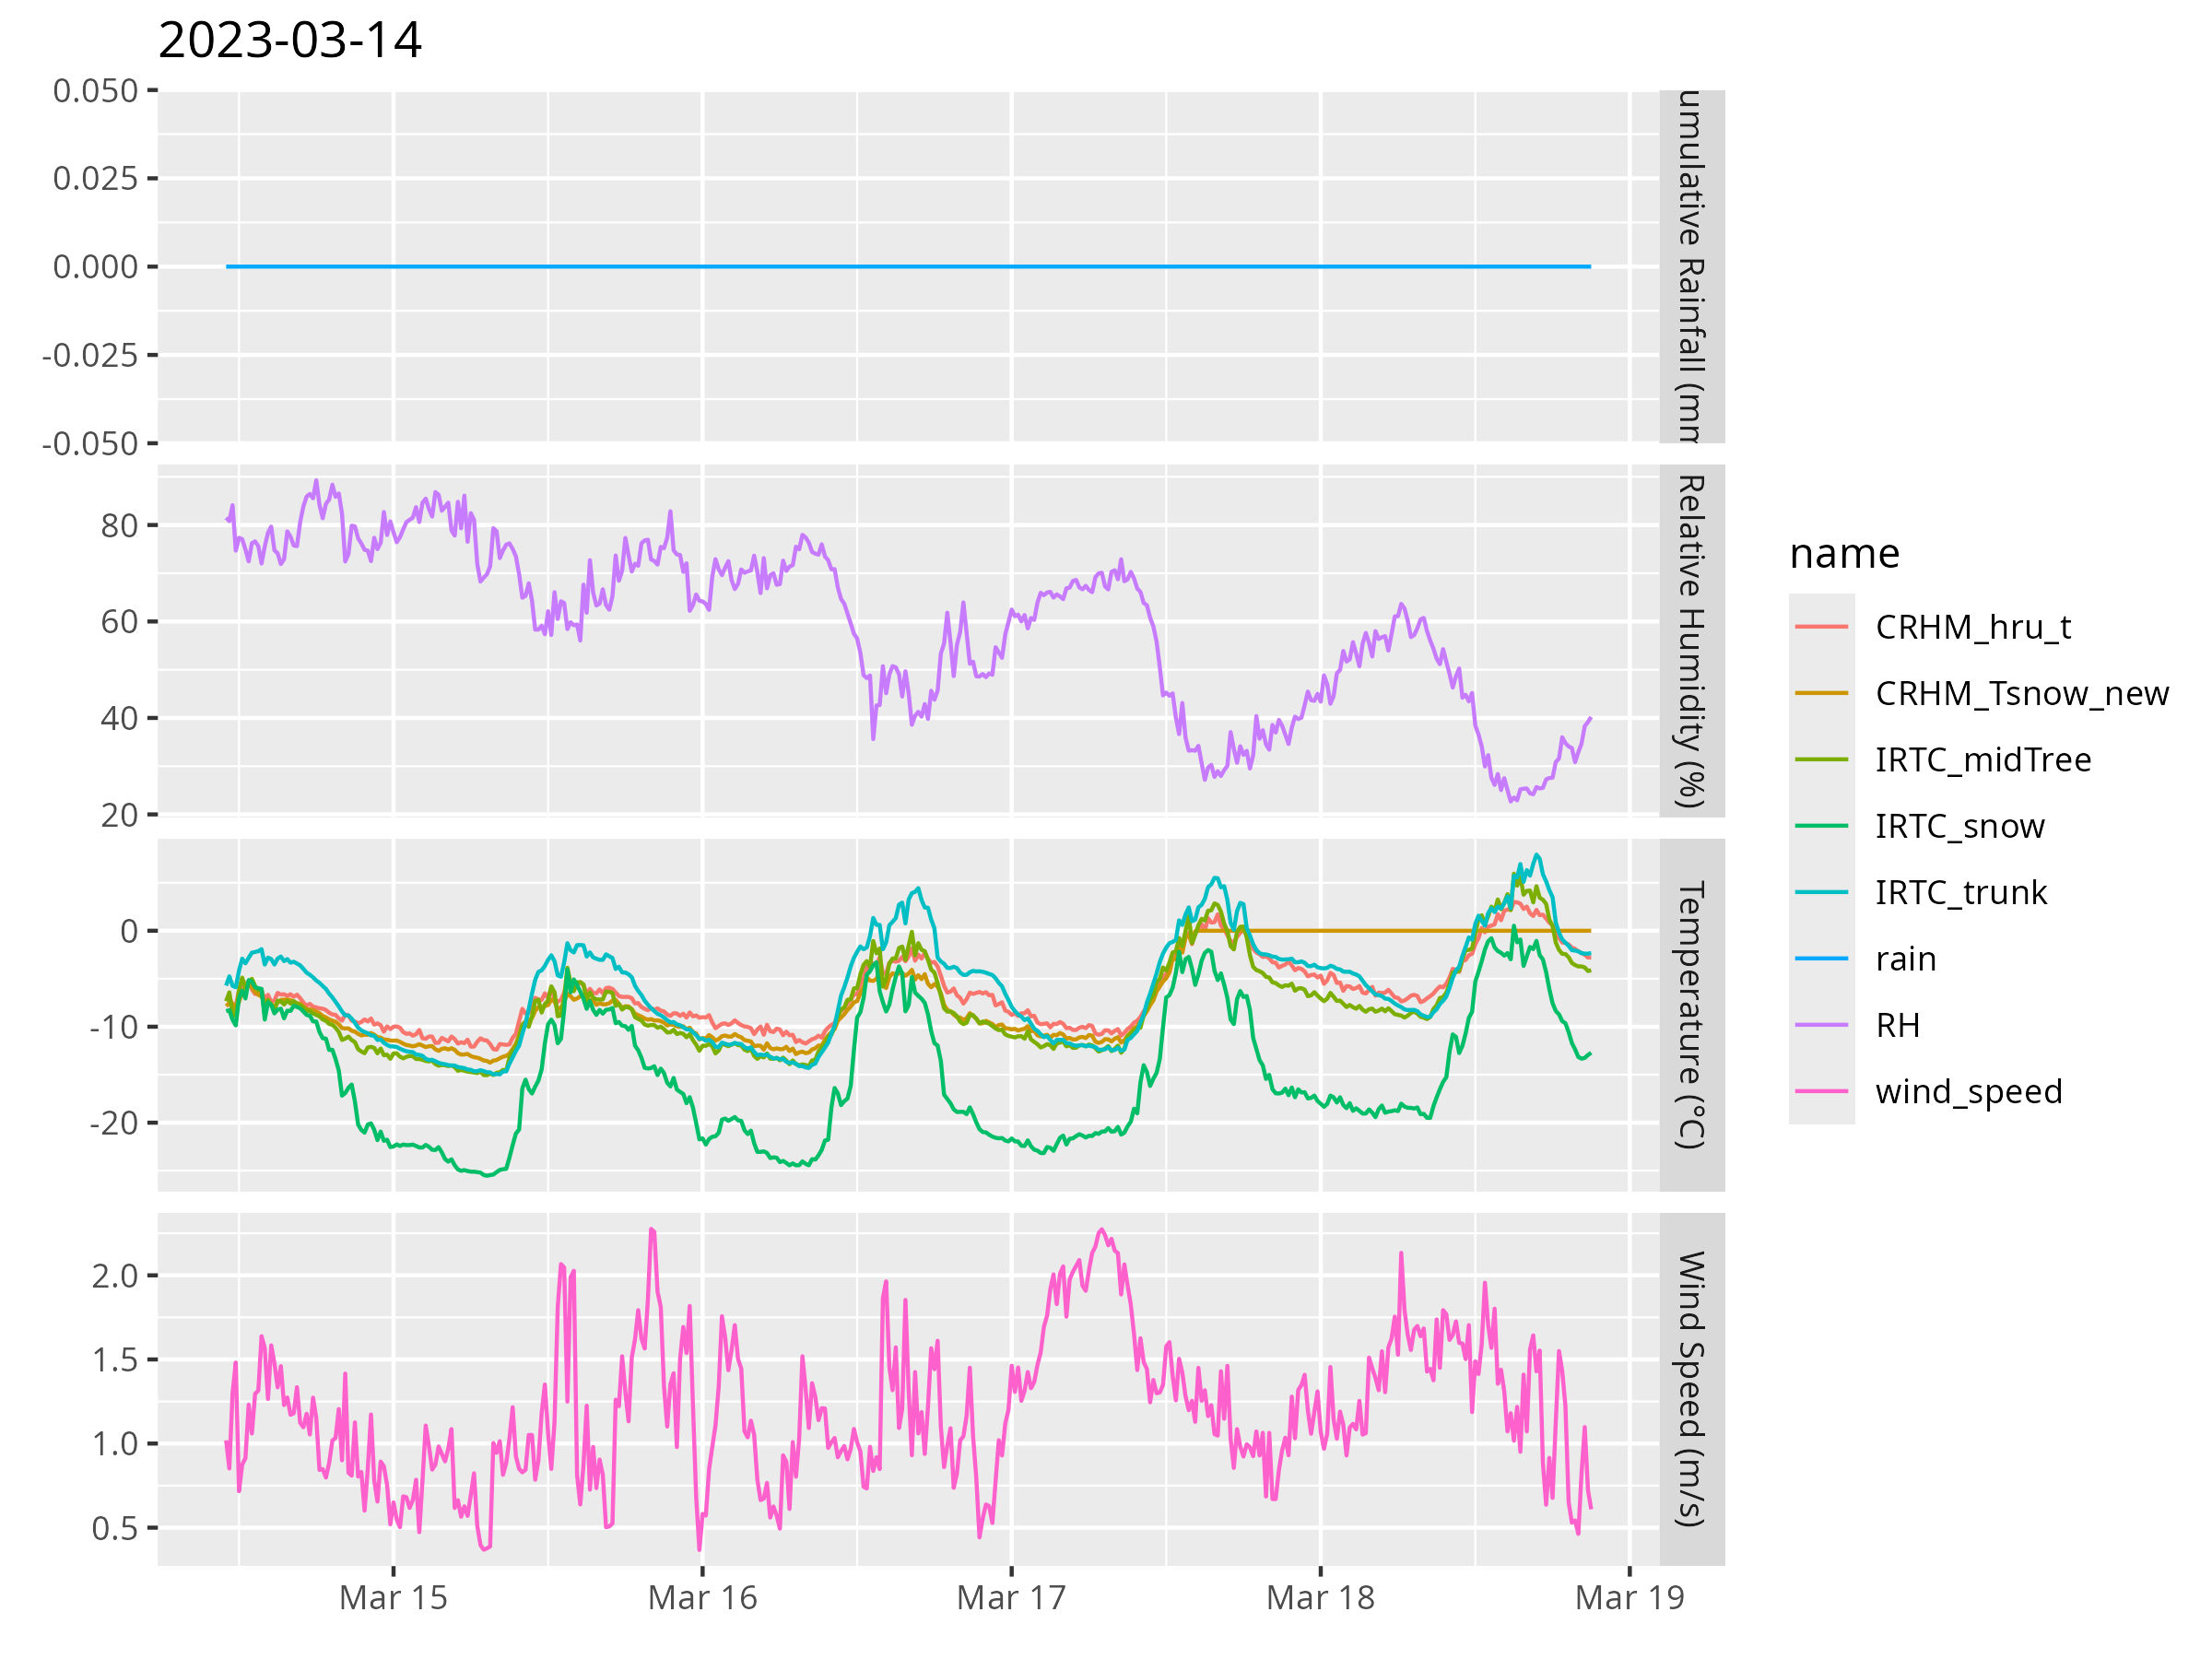 2023-03-14
0.050
0.025
0.000
-0.025
-0.050
umulative Rainfall (mm
80
60
40
20
Relative Humidity (%)
0
-10
-20
Temperature (°C)
2.0
1.5
1.0
0.5
Wind Speed (m/s)
Mar 15
Mar 16
Mar 17
Mar 18
Mar 19
name
CRHM_hru_t
CRHM_Tsnow_new
IRTC_midTree
IRTC_snow
IRTC_trunk
rain
RH
wind_speed